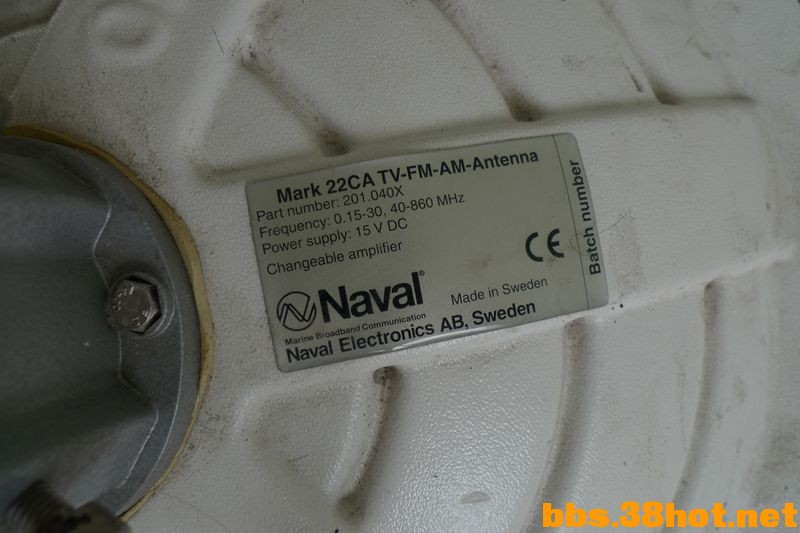 Mark 22CA TV-FM-AM-Antenna
Part number: 201.040X
Frequency: 0.15-30, 40-860 MHz
Power supply: 15 V DC
Changeable amplifier
CE
Batch number
Naval®
Made in Sweden
Marine Broadband Communication
Naval Electronics AB, Sweden
bbs.38hot.net